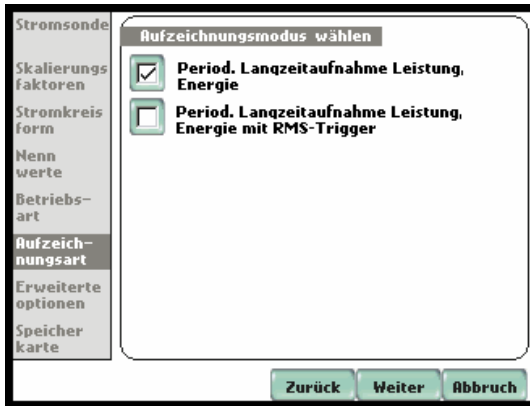 Stromsonde
Skalierungs
faktoren
Stromkreis
form
Nenn
werte
Betriebs-
art
Aufzeich-
nungsart
Erweiterte
optionen
Speicher
karte
Aufzeichnungsmodus wählen
Period. Langzeitaufnahme Leistung,
Energie
Period. Langzeitaufnahme Leistung,
Energie mit RMS-Trigger
Zurück Weiter Abbruch